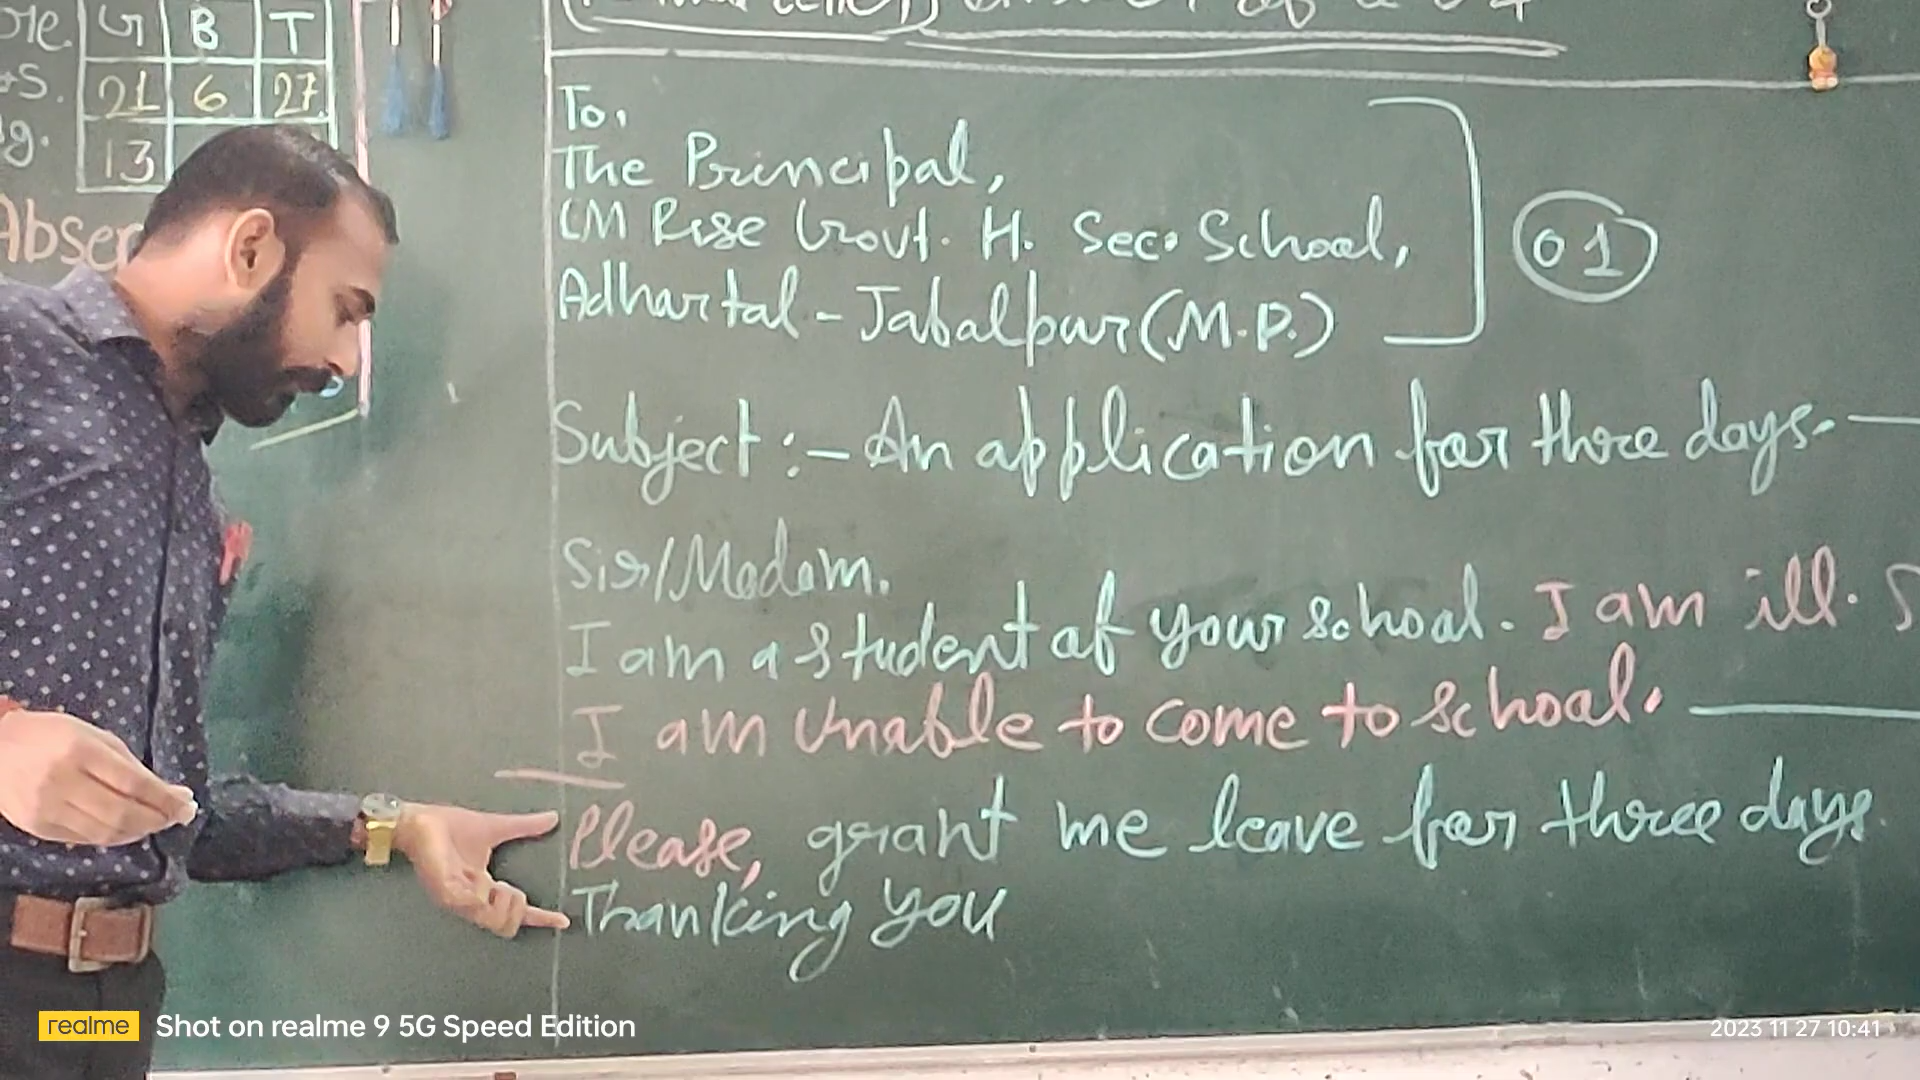 G B T
21 6 27
13
To,
The Principal,
CM Rise Govt. H. Sec. School,
Adhartal - Jabalpur (M.P.)
01
Subject :- An application for three days.
Sir/Madam.
I am a student of your school. I am ill. S
I am unable to come to school.
Please, grant me leave for three days.
Thanking you
realme Shot on realme 9 5G Speed Edition
2023 11 27 10:41